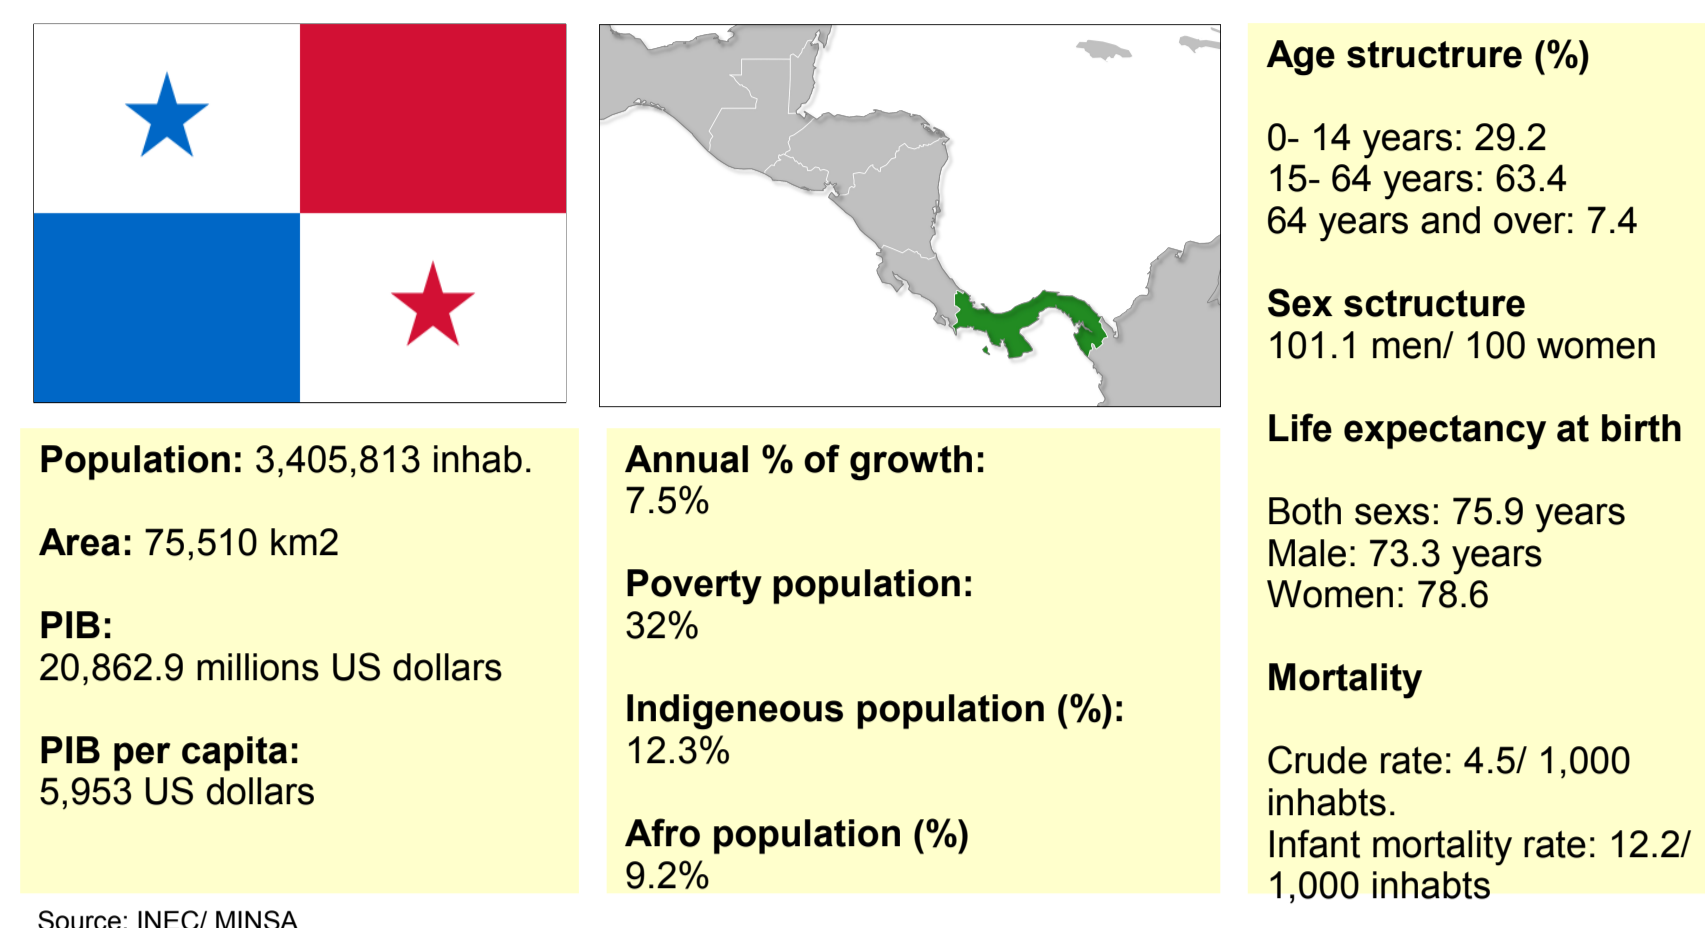 Population: 3,405,813 inhab.
Area: 75,510 km2
PIB:
20,862.9 millions US dollars
PIB per capita:
5,953 US dollars
Annual % of growth:
7.5%
Poverty population:
32%
Indigeneous population (%):
12.3%
Afro population (%)
9.2%
Age structrure (%)
0- 14 years: 29.2
15- 64 years: 63.4
64 years and over: 7.4
Sex sctructure
101.1 men/ 100 women
Life expectancy at birth
Both sexs: 75.9 years
Male: 73.3 years
Women: 78.6
Mortality
Crude rate: 4.5/ 1,000
inhabts.
Infant mortality rate: 12.2/
1,000 inhabts
Source: INEC/ MINSA